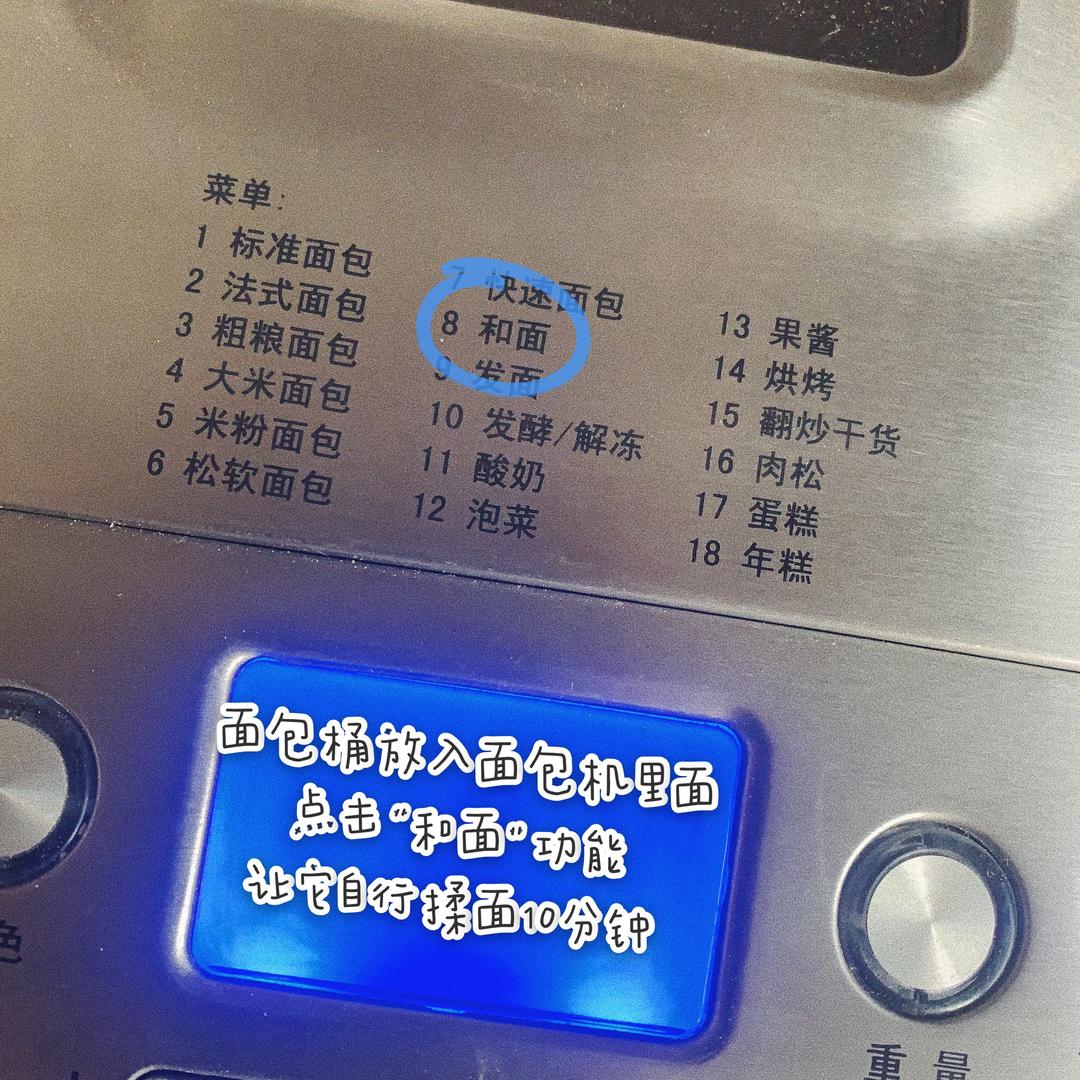 菜单:
1 标准面包
2 法式面包
3 粗粮面包
4 大米面包
5 米粉面包
6 松软面包
7 快速面包
8 和面
9 发面
10 发酵/解冻
11 酸奶
12 泡菜
13 果酱
14 烘烤
15 翻炒干货
16 肉松
17 蛋糕
18 年糕
面包桶放入面包机里面
点击“和面”功能
让它自行揉面10分钟
色
重量